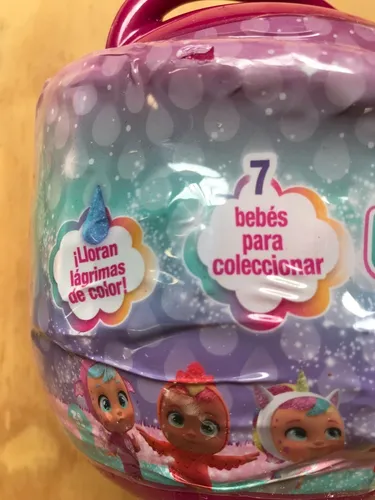 ¡Lloran
lágrimas
de color!
7
bebés
para
coleccionar